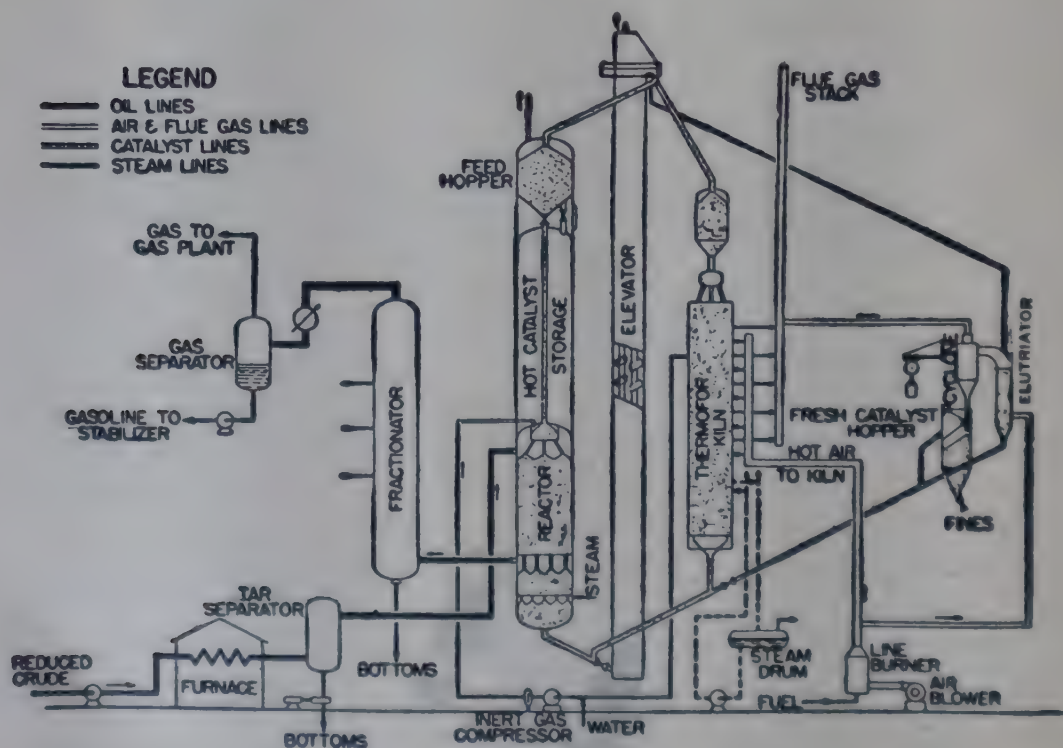 LEGEND
OIL LINES
AIR & FLUE GAS LINES
CATALYST LINES
STEAM LINES
FLUE GAS
STACK
FEED
HOPPER
GAS TO
GAS PLANT
HOT CATALYST
STORAGE
ELEVATOR
GAS
SEPARATOR
GASOLINE TO
STABILIZER
FRACTIONATOR
REACTOR
THERMOFOR
KILN
CYCLONE
ELUTRIATOR
FRESH CATALYST
HOPPER
HOT AIR
TO KILN
FINES
STEAM
TAR
SEPARATOR
REDUCED
CRUDE
FURNACE
BOTTOMS
BOTTOMS
INERT GAS
COMPRESSOR
WATER
STEAM
DRUM
LINE
BURNER
AIR
BLOWER
FUEL